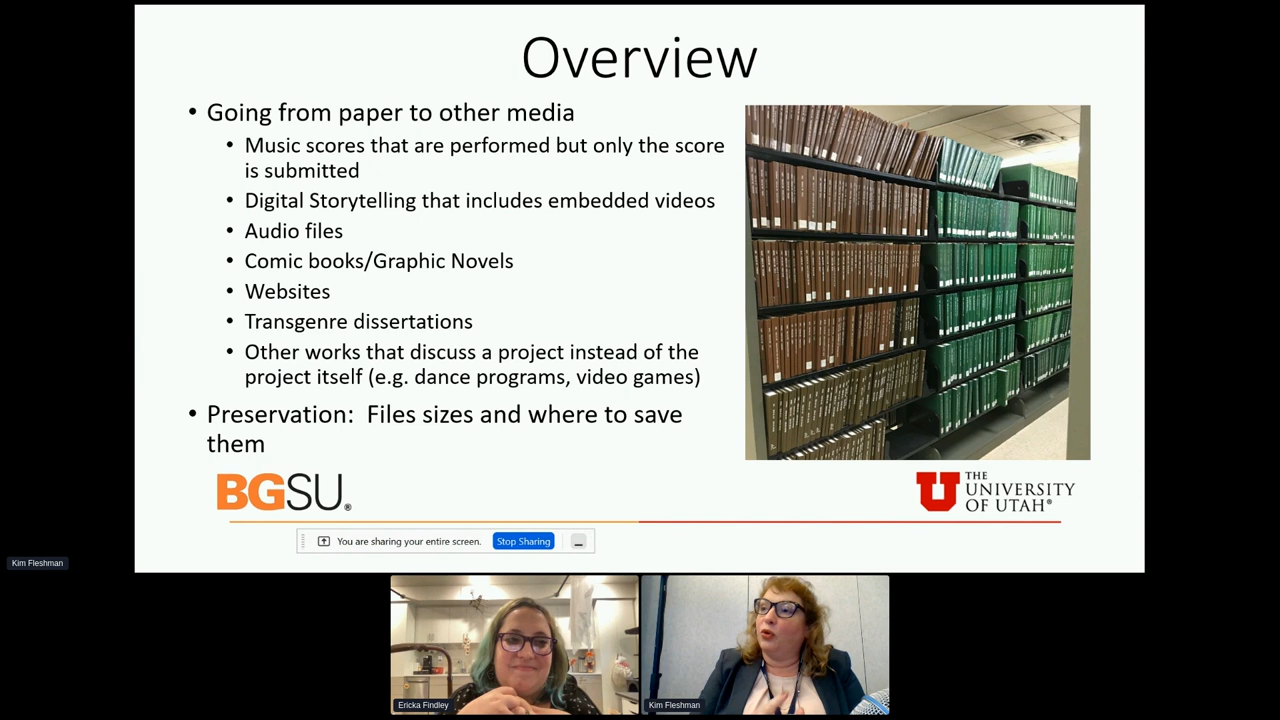 Overview
• Going from paper to other media
• Music scores that are performed but only the score
is submitted
• Digital Storytelling that includes embedded videos
• Audio files
• Comic books/Graphic Novels
• Websites
• Transgenre dissertations
• Other works that discuss a project instead of the
project itself (e.g. dance programs, video games)
• Preservation:  Files sizes and where to save
them
BGSU®
THE
UNIVERSITY
OF UTAH®
You are sharing your entire screen.
Stop Sharing
Kim Fleshman
Ericka Findley
Kim Fleshman